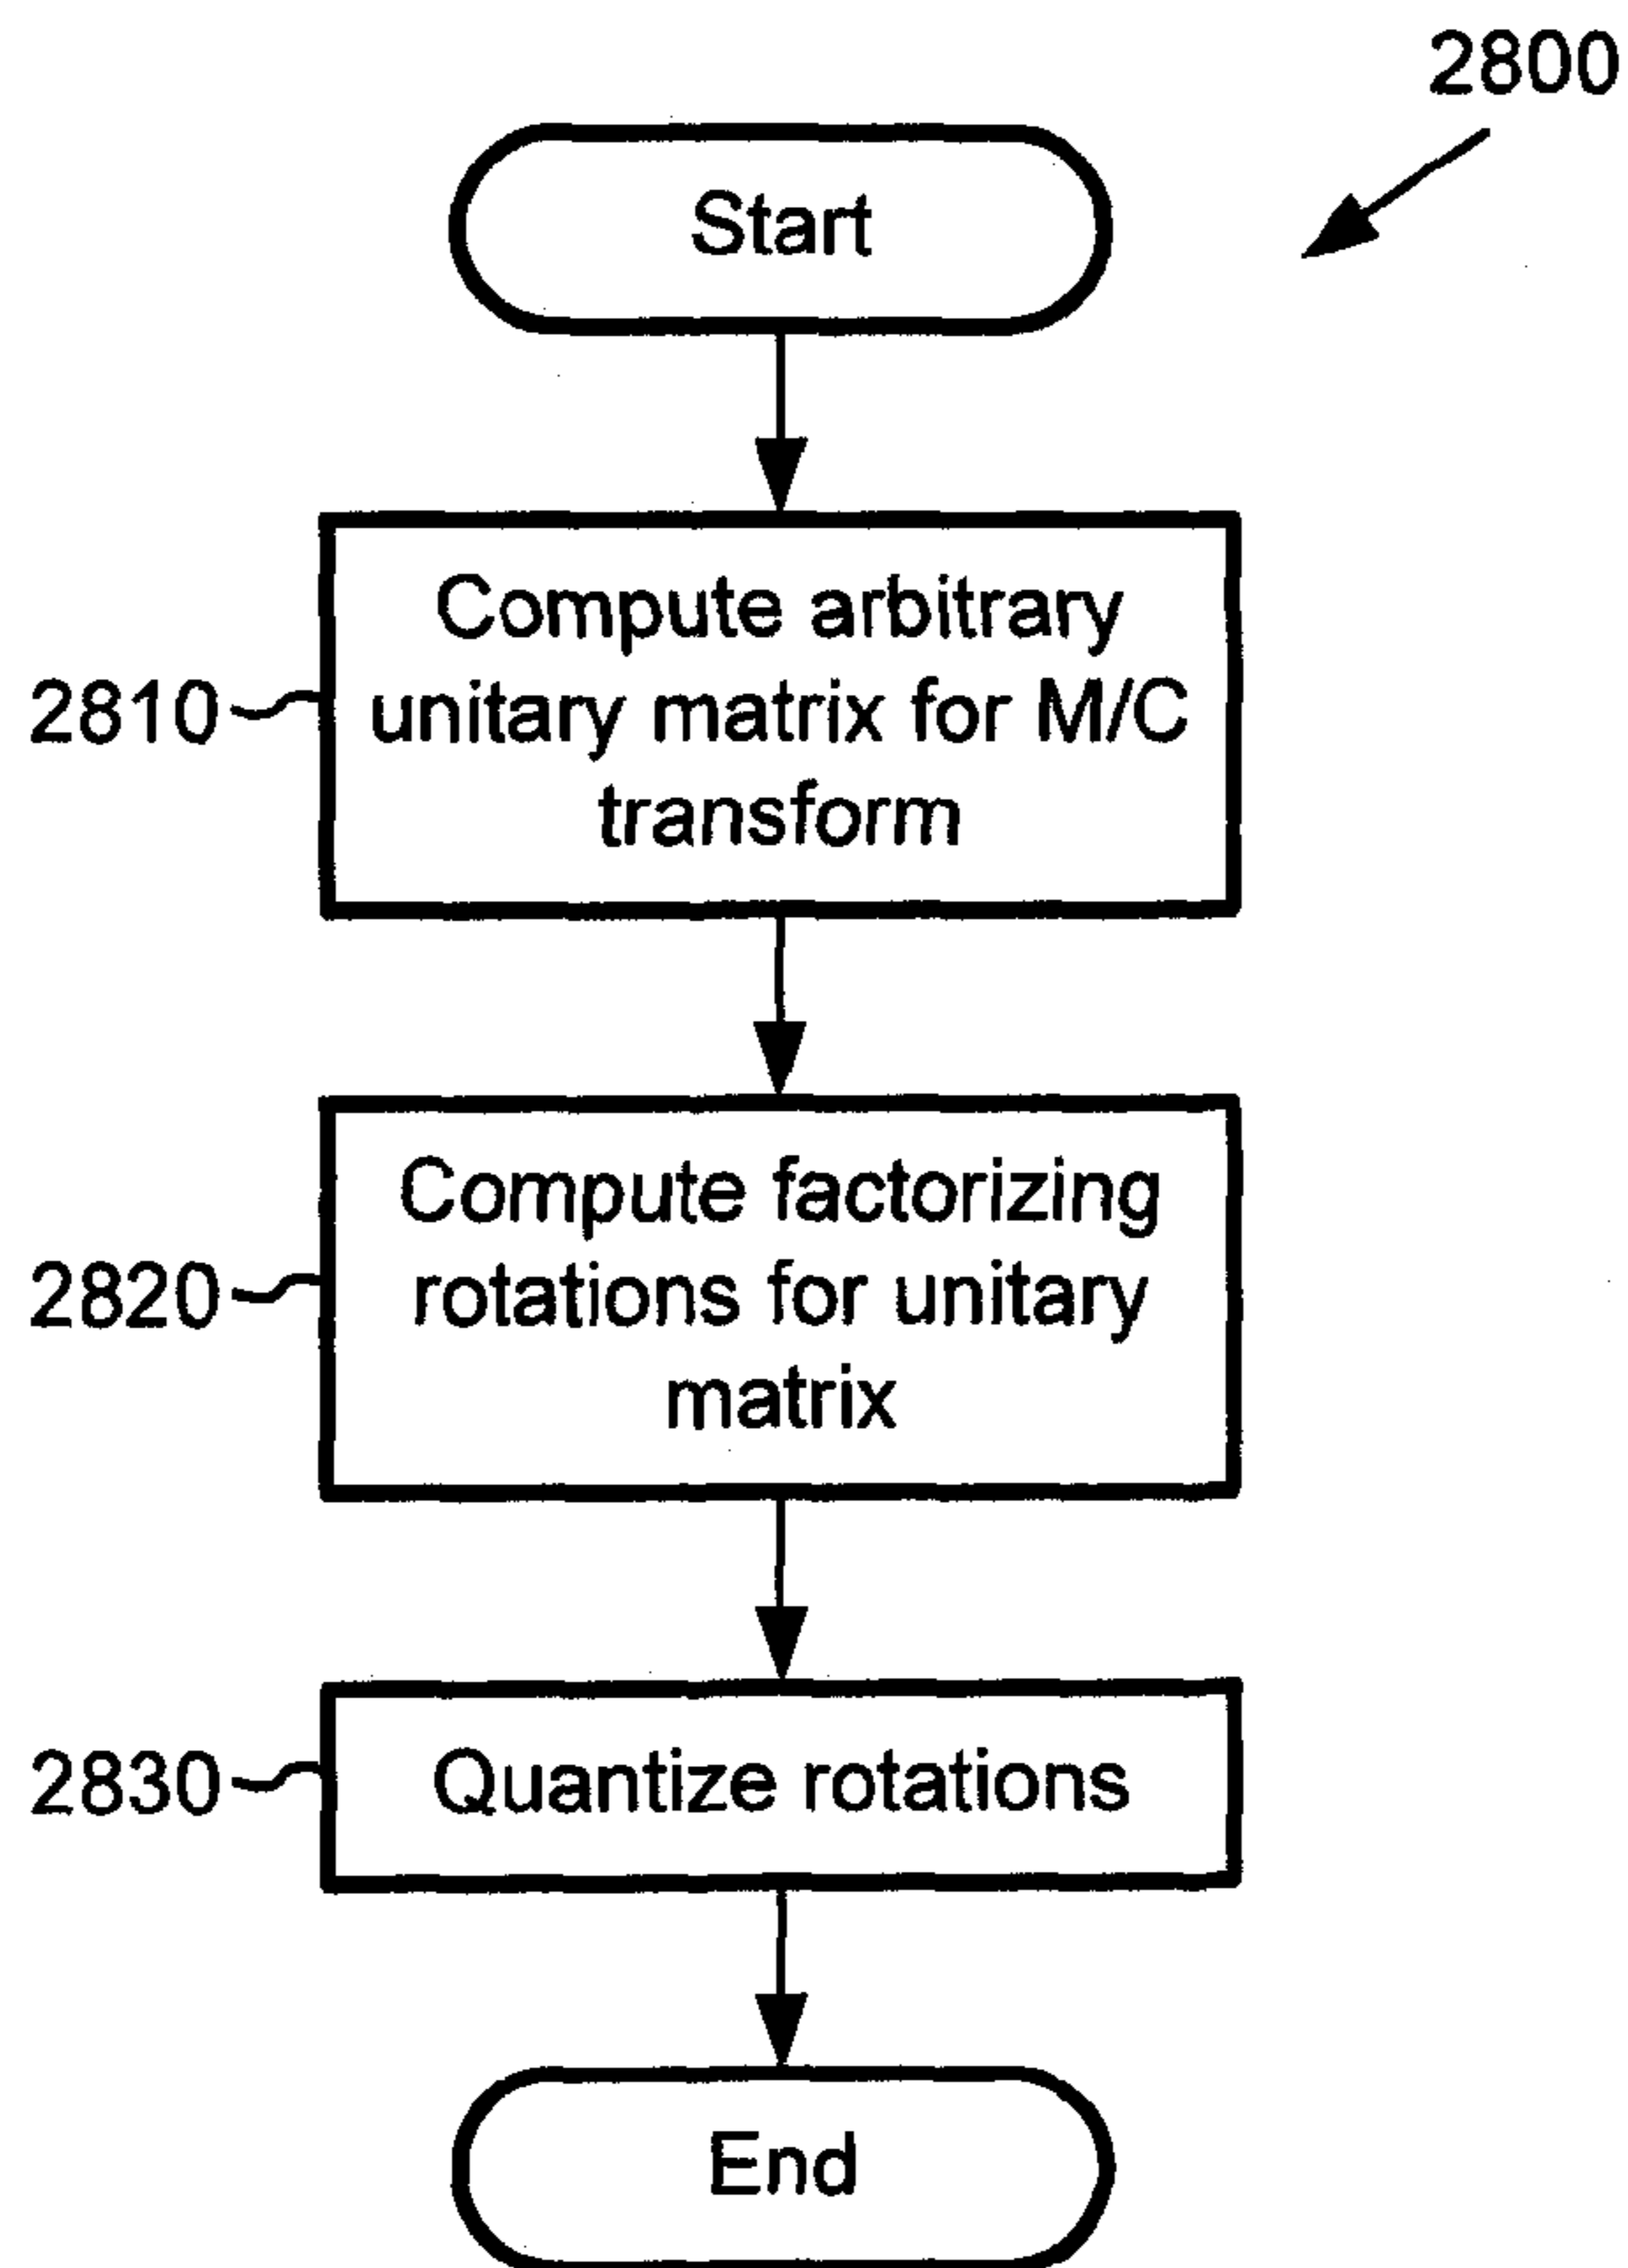 2800
Start
Compute arbitrary
2810
unitary matrix for M/C
transform
Compute factorizing
2820
rotations for unitary
matrix
2830
Quantize rotations
End